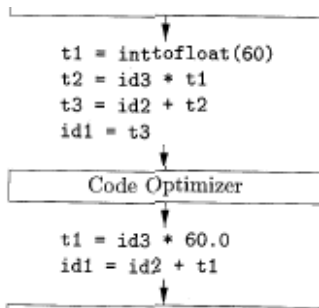 t1 = inttofloat(60)
t2 = id3 * t1
t3 = id2 + t2
id1 = t3
Code Optimizer
t1 = id3 * 60.0
id1 = id2 + t1